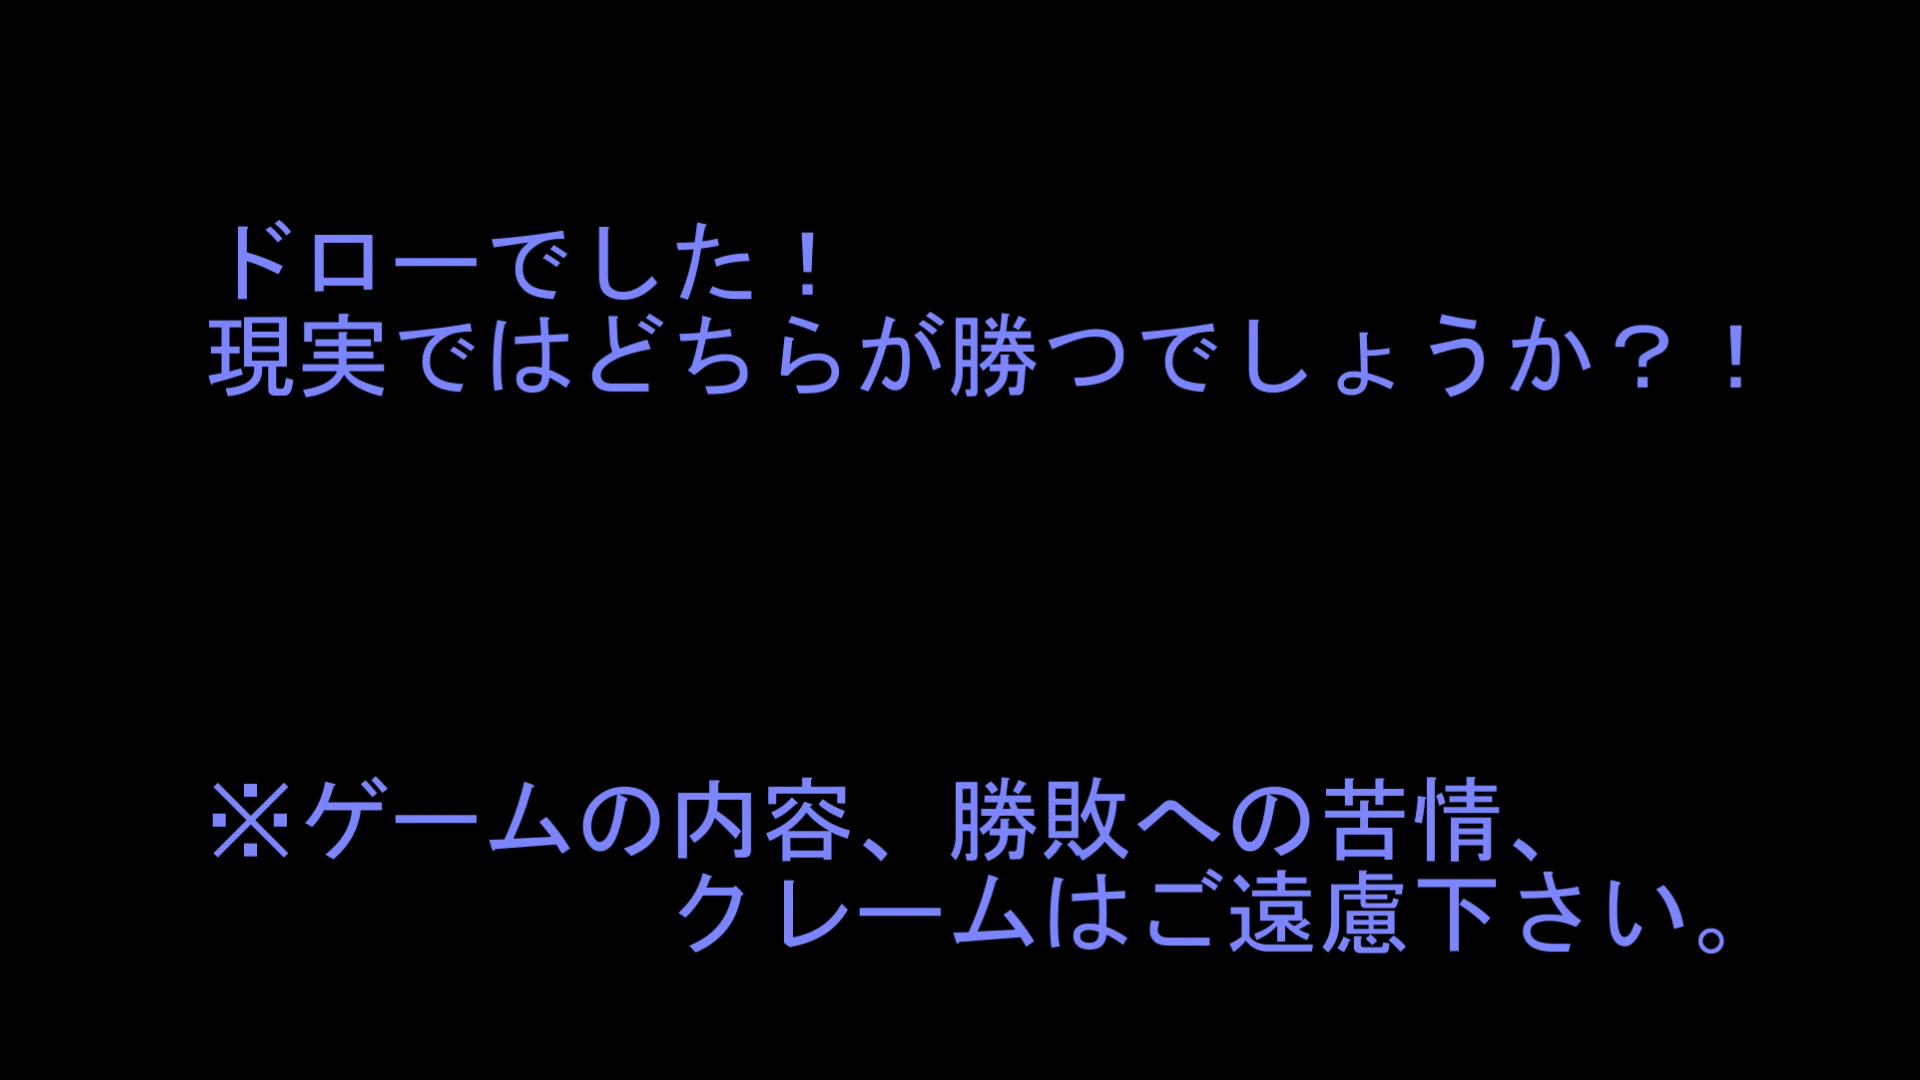 ドローでした！
現実ではどちらが勝つでしょうか？！
※ゲームの内容、勝敗への苦情、
クレームはご遠慮下さい。